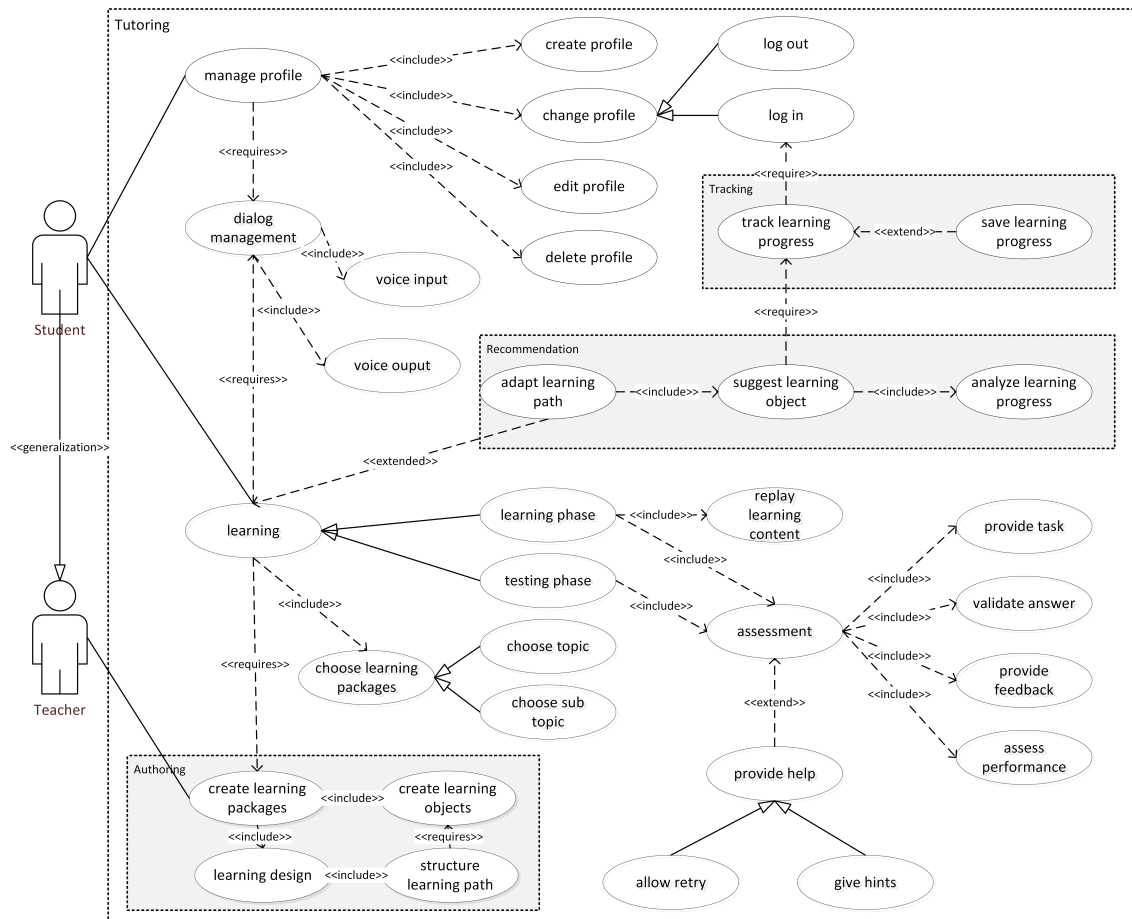 Tutoring
manage profile
<<include>>
create profile
log out
<<include>>
change profile
log in
<<requires>>
<<include>>
<<include>>
edit profile
<<require>>
Tracking
dialog
management
<<include>>
voice input
delete profile
track learning
progress
<<extend>>
save learning
progress
Student
<<include>>
<<require>>
voice ouput
<<requires>>
Recommendation
adapt learning
path
<<include>>
suggest learning
object
<<include>>
analyze learning
progress
<<generalization>>
<<extended>>
learning
learning phase
<<include>>
replay
learning
content
provide task
<<include>>
testing phase
<<include>>
<<include>>
<<include>>
<<include>>
validate answer
assessment
<<requires>>
choose learning
packages
choose topic
<<include>>
provide
feedback
<<include>>
choose sub
topic
<<extend>>
Teacher
assess
performance
provide help
Authoring
create learning
packages
<<include>>
create learning
objects
<<include>>
<<requires>>
learning design
<<include>>
structure
learning path
allow retry
give hints